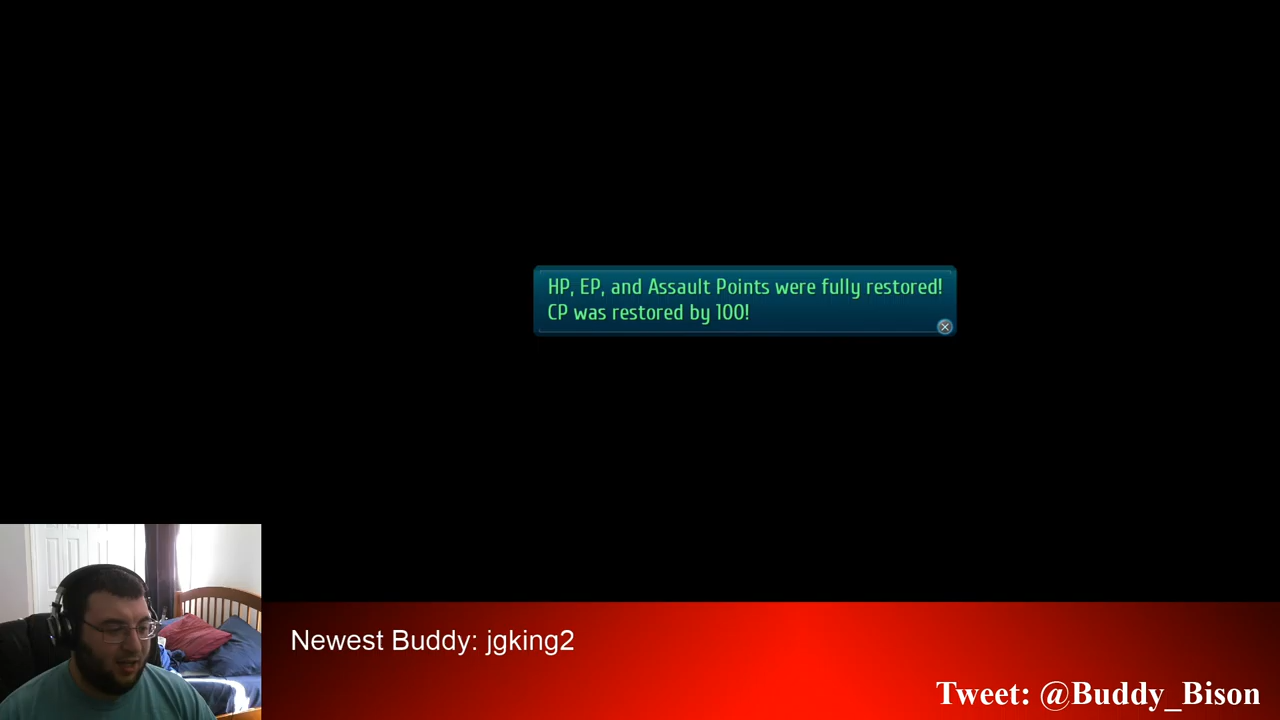 HP, EP, and Assault Points were fully restored!
CP was restored by 100!
Newest Buddy: jgking2
Tweet: @Buddy_Bison